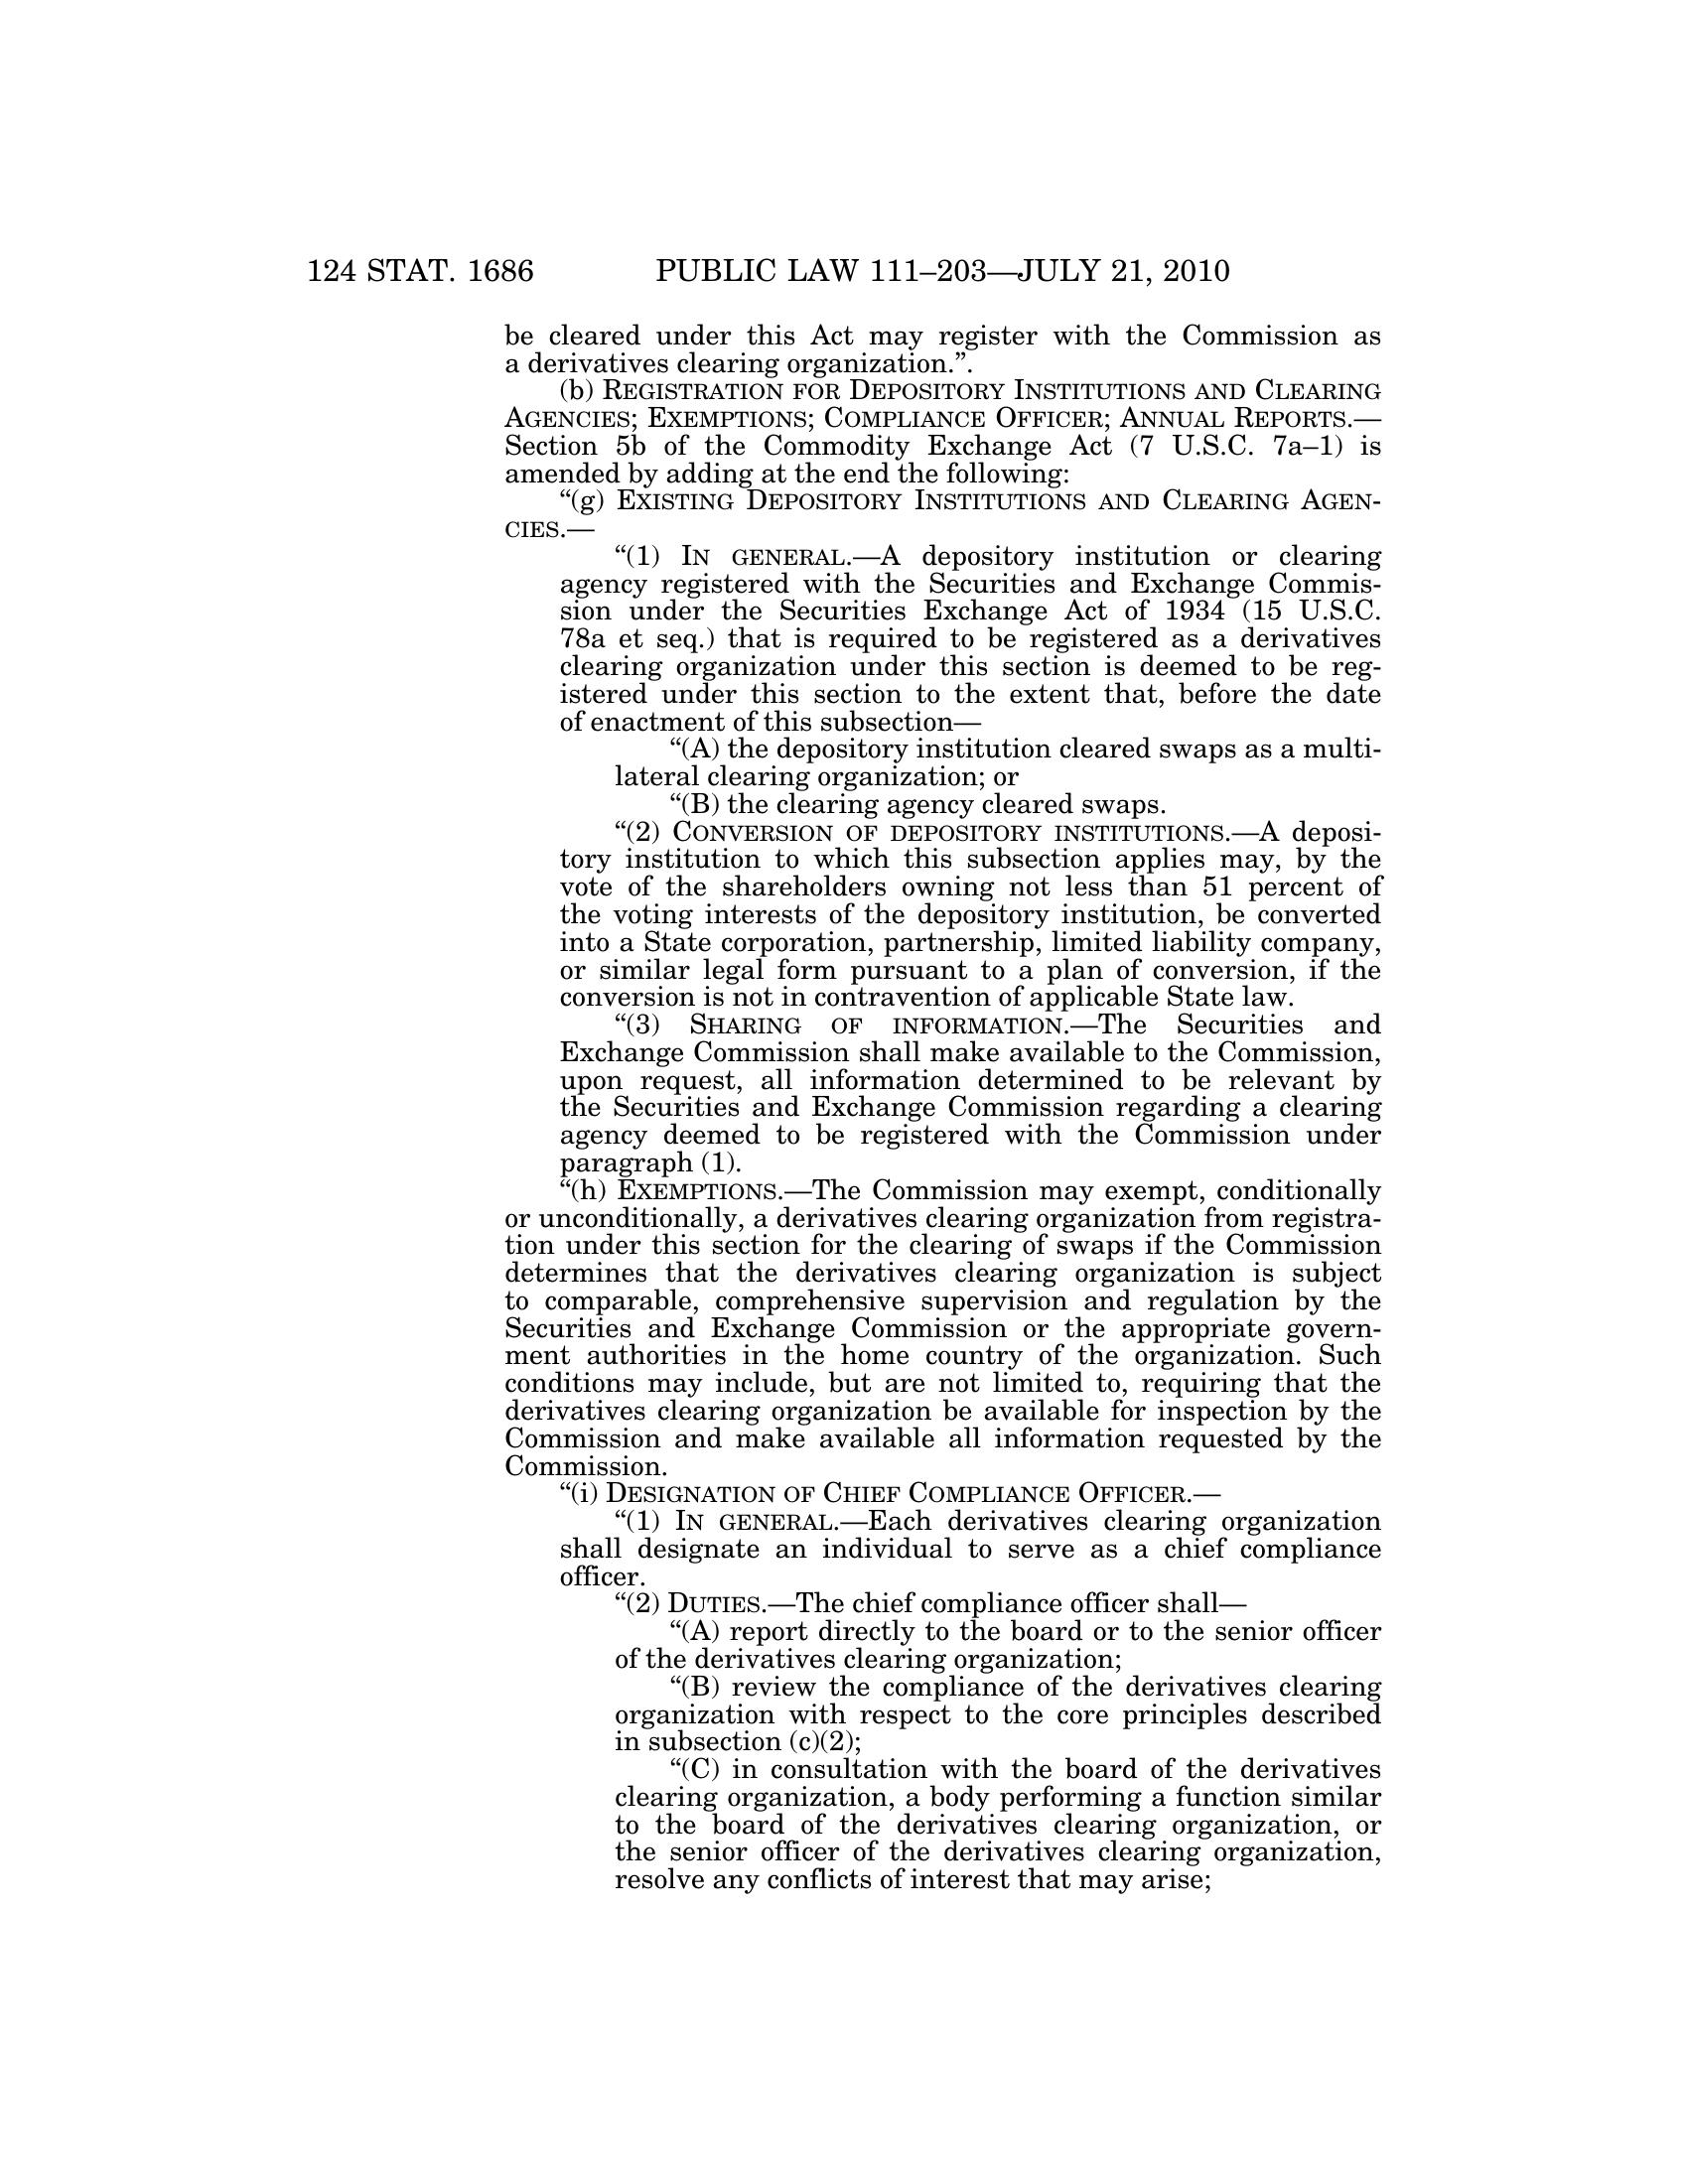 124 STAT. 1686 PUBLIC LAW 111–203—JULY 21, 2010
be cleared under this Act may register with the Commission as
a derivatives clearing organization.”.
(b) REGISTRATION FOR DEPOSITORY INSTITUTIONS AND CLEARING
AGENCIES; EXEMPTIONS; COMPLIANCE OFFICER; ANNUAL REPORTS.—
Section 5b of the Commodity Exchange Act (7 U.S.C. 7a–1) is
amended by adding at the end the following:
“(g) EXISTING DEPOSITORY INSTITUTIONS AND CLEARING AGEN-
CIES.—
“(1) IN GENERAL.—A depository institution or clearing
agency registered with the Securities and Exchange Commis-
sion under the Securities Exchange Act of 1934 (15 U.S.C.
78a et seq.) that is required to be registered as a derivatives
clearing organization under this section is deemed to be reg-
istered under this section to the extent that, before the date
of enactment of this subsection—
“(A) the depository institution cleared swaps as a multi-
lateral clearing organization; or
“(B) the clearing agency cleared swaps.
“(2) CONVERSION OF DEPOSITORY INSTITUTIONS.—A deposi-
tory institution to which this subsection applies may, by the
vote of the shareholders owning not less than 51 percent of
the voting interests of the depository institution, be converted
into a State corporation, partnership, limited liability company,
or similar legal form pursuant to a plan of conversion, if the
conversion is not in contravention of applicable State law.
“(3) SHARING OF INFORMATION.—The Securities and
Exchange Commission shall make available to the Commission,
upon request, all information determined to be relevant by
the Securities and Exchange Commission regarding a clearing
agency deemed to be registered with the Commission under
paragraph (1).
“(h) EXEMPTIONS.—The Commission may exempt, conditionally
or unconditionally, a derivatives clearing organization from registra-
tion under this section for the clearing of swaps if the Commission
determines that the derivatives clearing organization is subject
to comparable, comprehensive supervision and regulation by the
Securities and Exchange Commission or the appropriate govern-
ment authorities in the home country of the organization. Such
conditions may include, but are not limited to, requiring that the
derivatives clearing organization be available for inspection by the
Commission and make available all information requested by the
Commission.
“(i) DESIGNATION OF CHIEF COMPLIANCE OFFICER.—
“(1) IN GENERAL.—Each derivatives clearing organization
shall designate an individual to serve as a chief compliance
officer.
“(2) DUTIES.—The chief compliance officer shall—
“(A) report directly to the board or to the senior officer
of the derivatives clearing organization;
“(B) review the compliance of the derivatives clearing
organization with respect to the core principles described
in subsection (c)(2);
“(C) in consultation with the board of the derivatives
clearing organization, a body performing a function similar
to the board of the derivatives clearing organization, or
the senior officer of the derivatives clearing organization,
resolve any conflicts of interest that may arise;